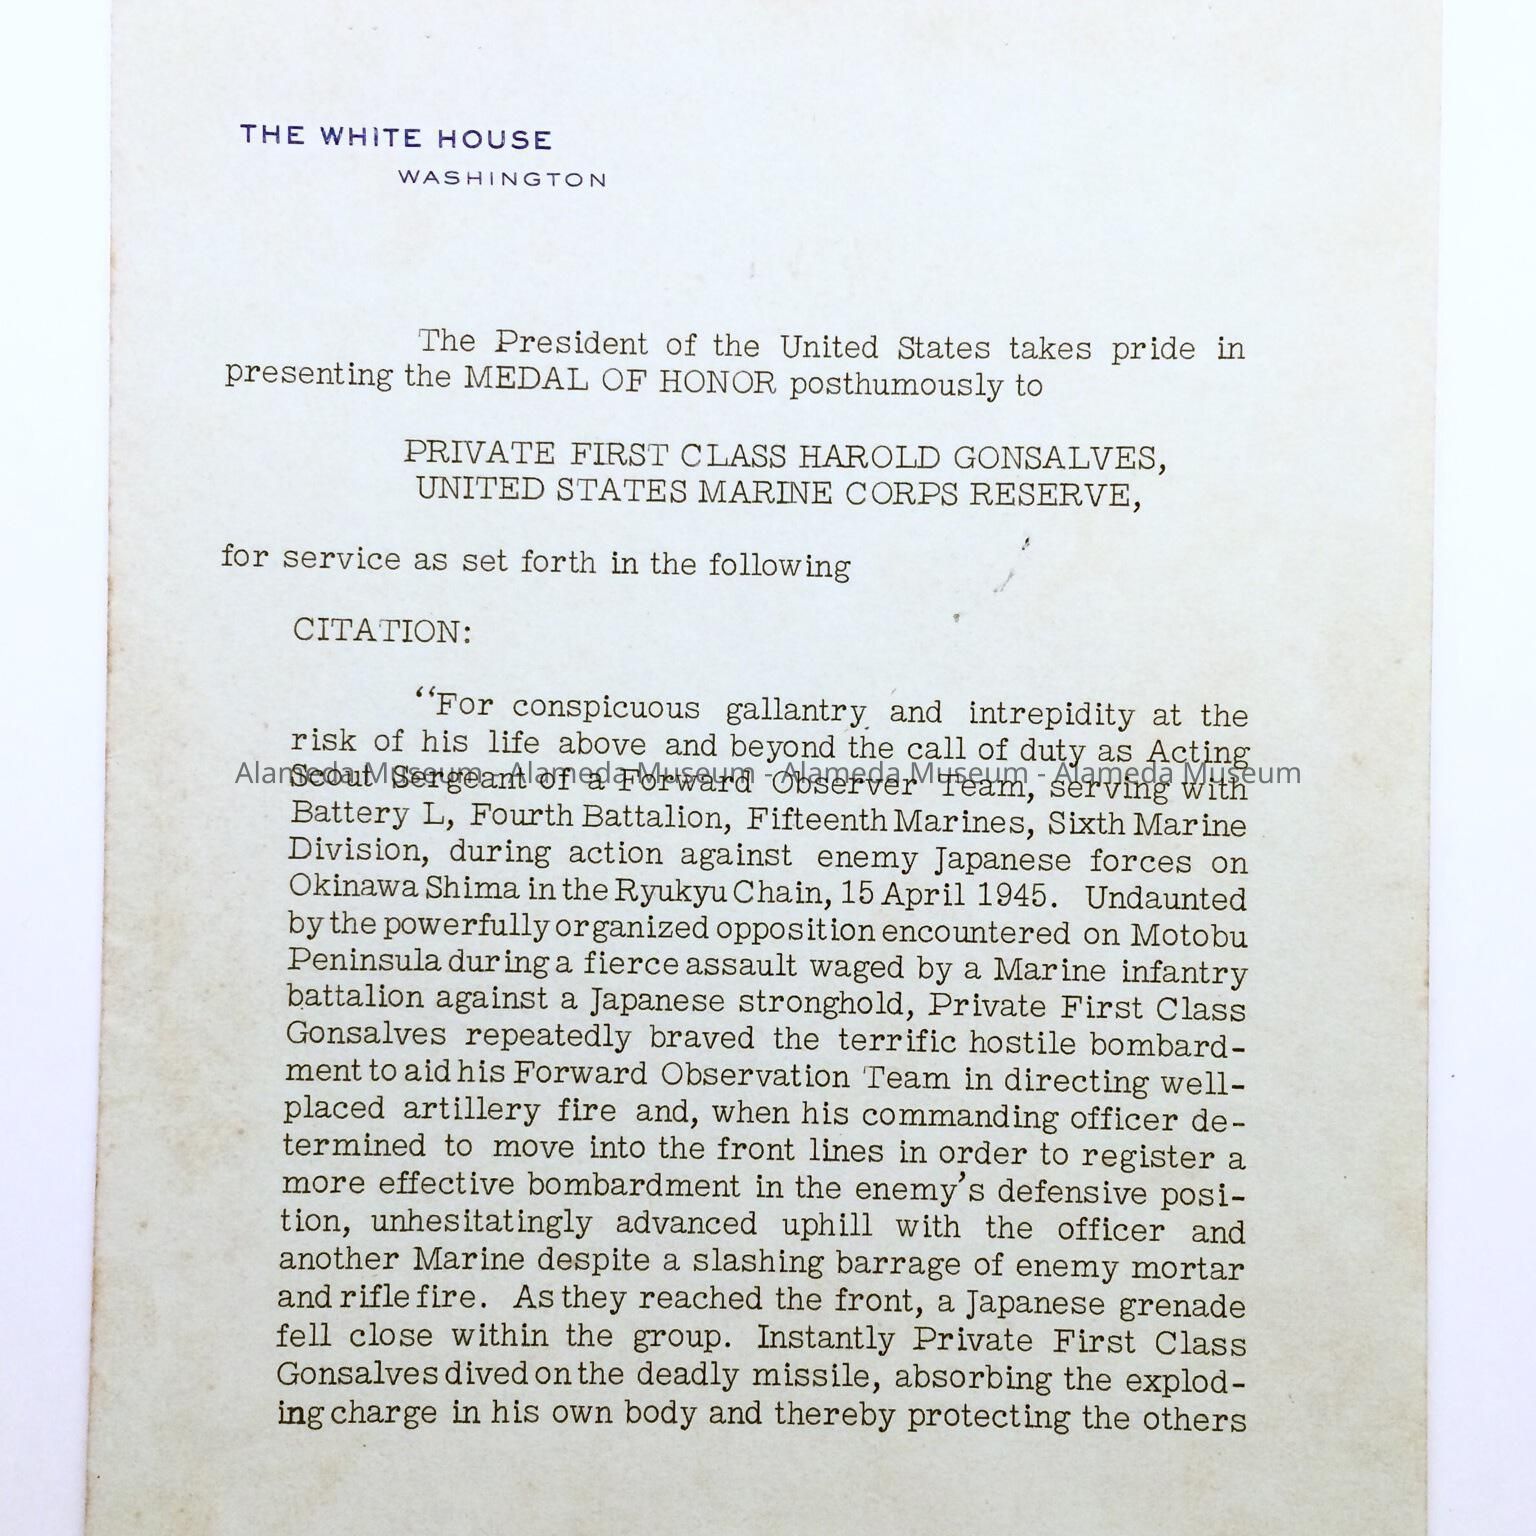 THE WHITE HOUSE
WASHINGTON
The President of the United States takes pride in
presenting the MEDAL OF HONOR posthumously to
PRIVATE FIRST CLASS HAROLD GONSALVES,
UNITED STATES MARINE CORPS RESERVE,
for service as set forth in the following
CITATION:
“For conspicuous gallantry and intrepidity at the
risk of his life above and beyond the call of duty as Acting
Scout Sergeant of a Forward Observer Team, serving with
Alameda Museum - Alameda Museum - Alameda Museum - Alameda Museum
Battery L, Fourth Battalion, Fifteenth Marines, Sixth Marine
Division, during action against enemy Japanese forces on
Okinawa Shima in the Ryukyu Chain, 15 April 1945. Undaunted
by the powerfully organized opposition encountered on Motobu
Peninsula during a fierce assault waged by a Marine infantry
battalion against a Japanese stronghold, Private First Class
Gonsalves repeatedly braved the terrific hostile bombard-
ment to aid his Forward Observation Team in directing well-
placed artillery fire and, when his commanding officer de-
termined to move into the front lines in order to register a
more effective bombardment in the enemy's defensive posi-
tion, unhesitatingly advanced uphill with the officer and
another Marine despite a slashing barrage of enemy mortar
and rifle fire. As they reached the front, a Japanese grenade
fell close within the group. Instantly Private First Class
Gonsalves dived on the deadly missile, absorbing the explod-
ing charge in his own body and thereby protecting the others